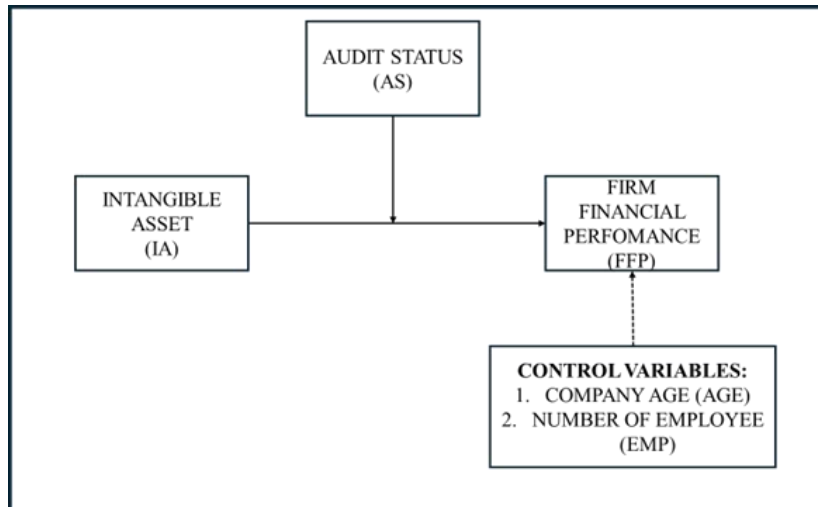 AUDIT STATUS
(AS)
INTANGIBLE
ASSET
(IA)
FIRM
FINANCIAL
PERFOMANCE
(FFP)
CONTROL VARIABLES:
1. COMPANY AGE (AGE)
2. NUMBER OF EMPLOYEE
(EMP)